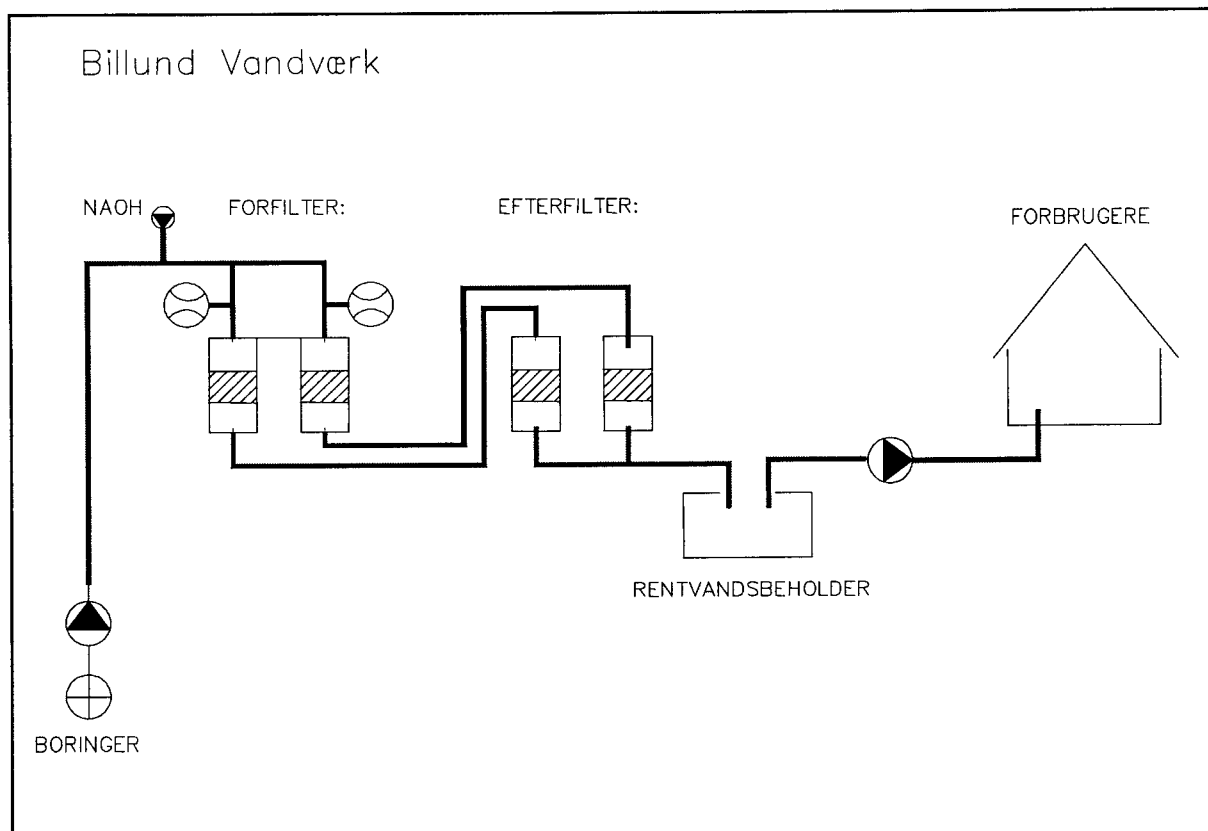 Billund Vandværk
NAOH
FORFILTER:
EFTERFILTER:
FORBRUGERE
RENTVANDSBEHOLDER
BORINGER